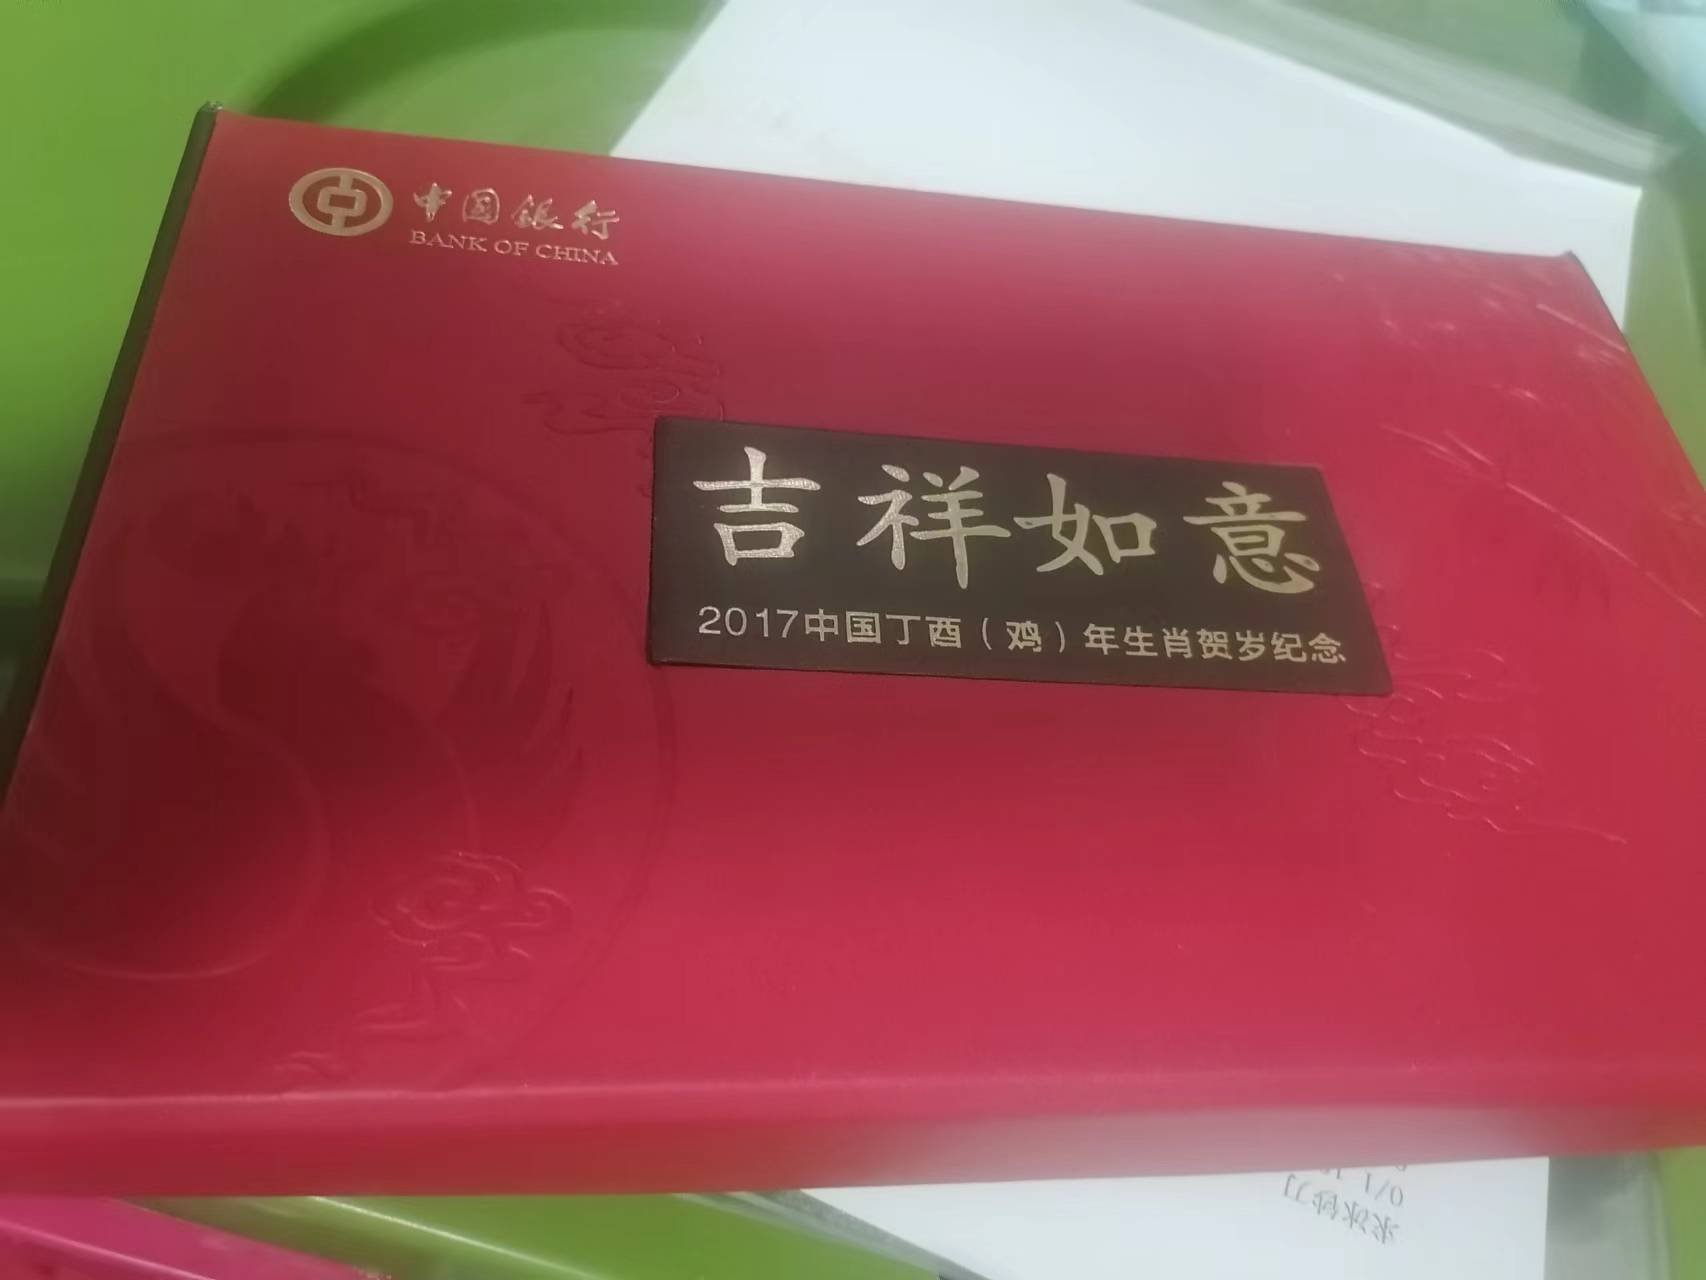 中国银行
BANK OF CHINA
吉祥如意
2017中国丁酉（鸡）年生肖贺岁纪念